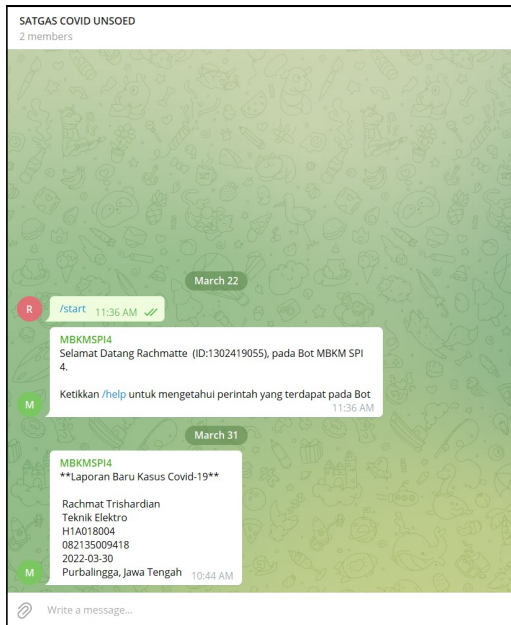 SATGAS COVID UNSOED
2 members
March 22
R
/start 11:36 AM
MBKMSPI4
Selamat Datang Rachmatte (ID:1302419055), pada Bot MBKM SPI
4.
Ketikkan /help untuk mengetahui perintah yang terdapat pada Bot
M
11:36 AM
March 31
MBKMSPI4
**Laporan Baru Kasus Covid-19**
Rachmat Trishardian
Teknik Elektro
H1A018004
082135009418
2022-03-30
M
Purbalingga, Jawa Tengah 10:44 AM
Write a message...